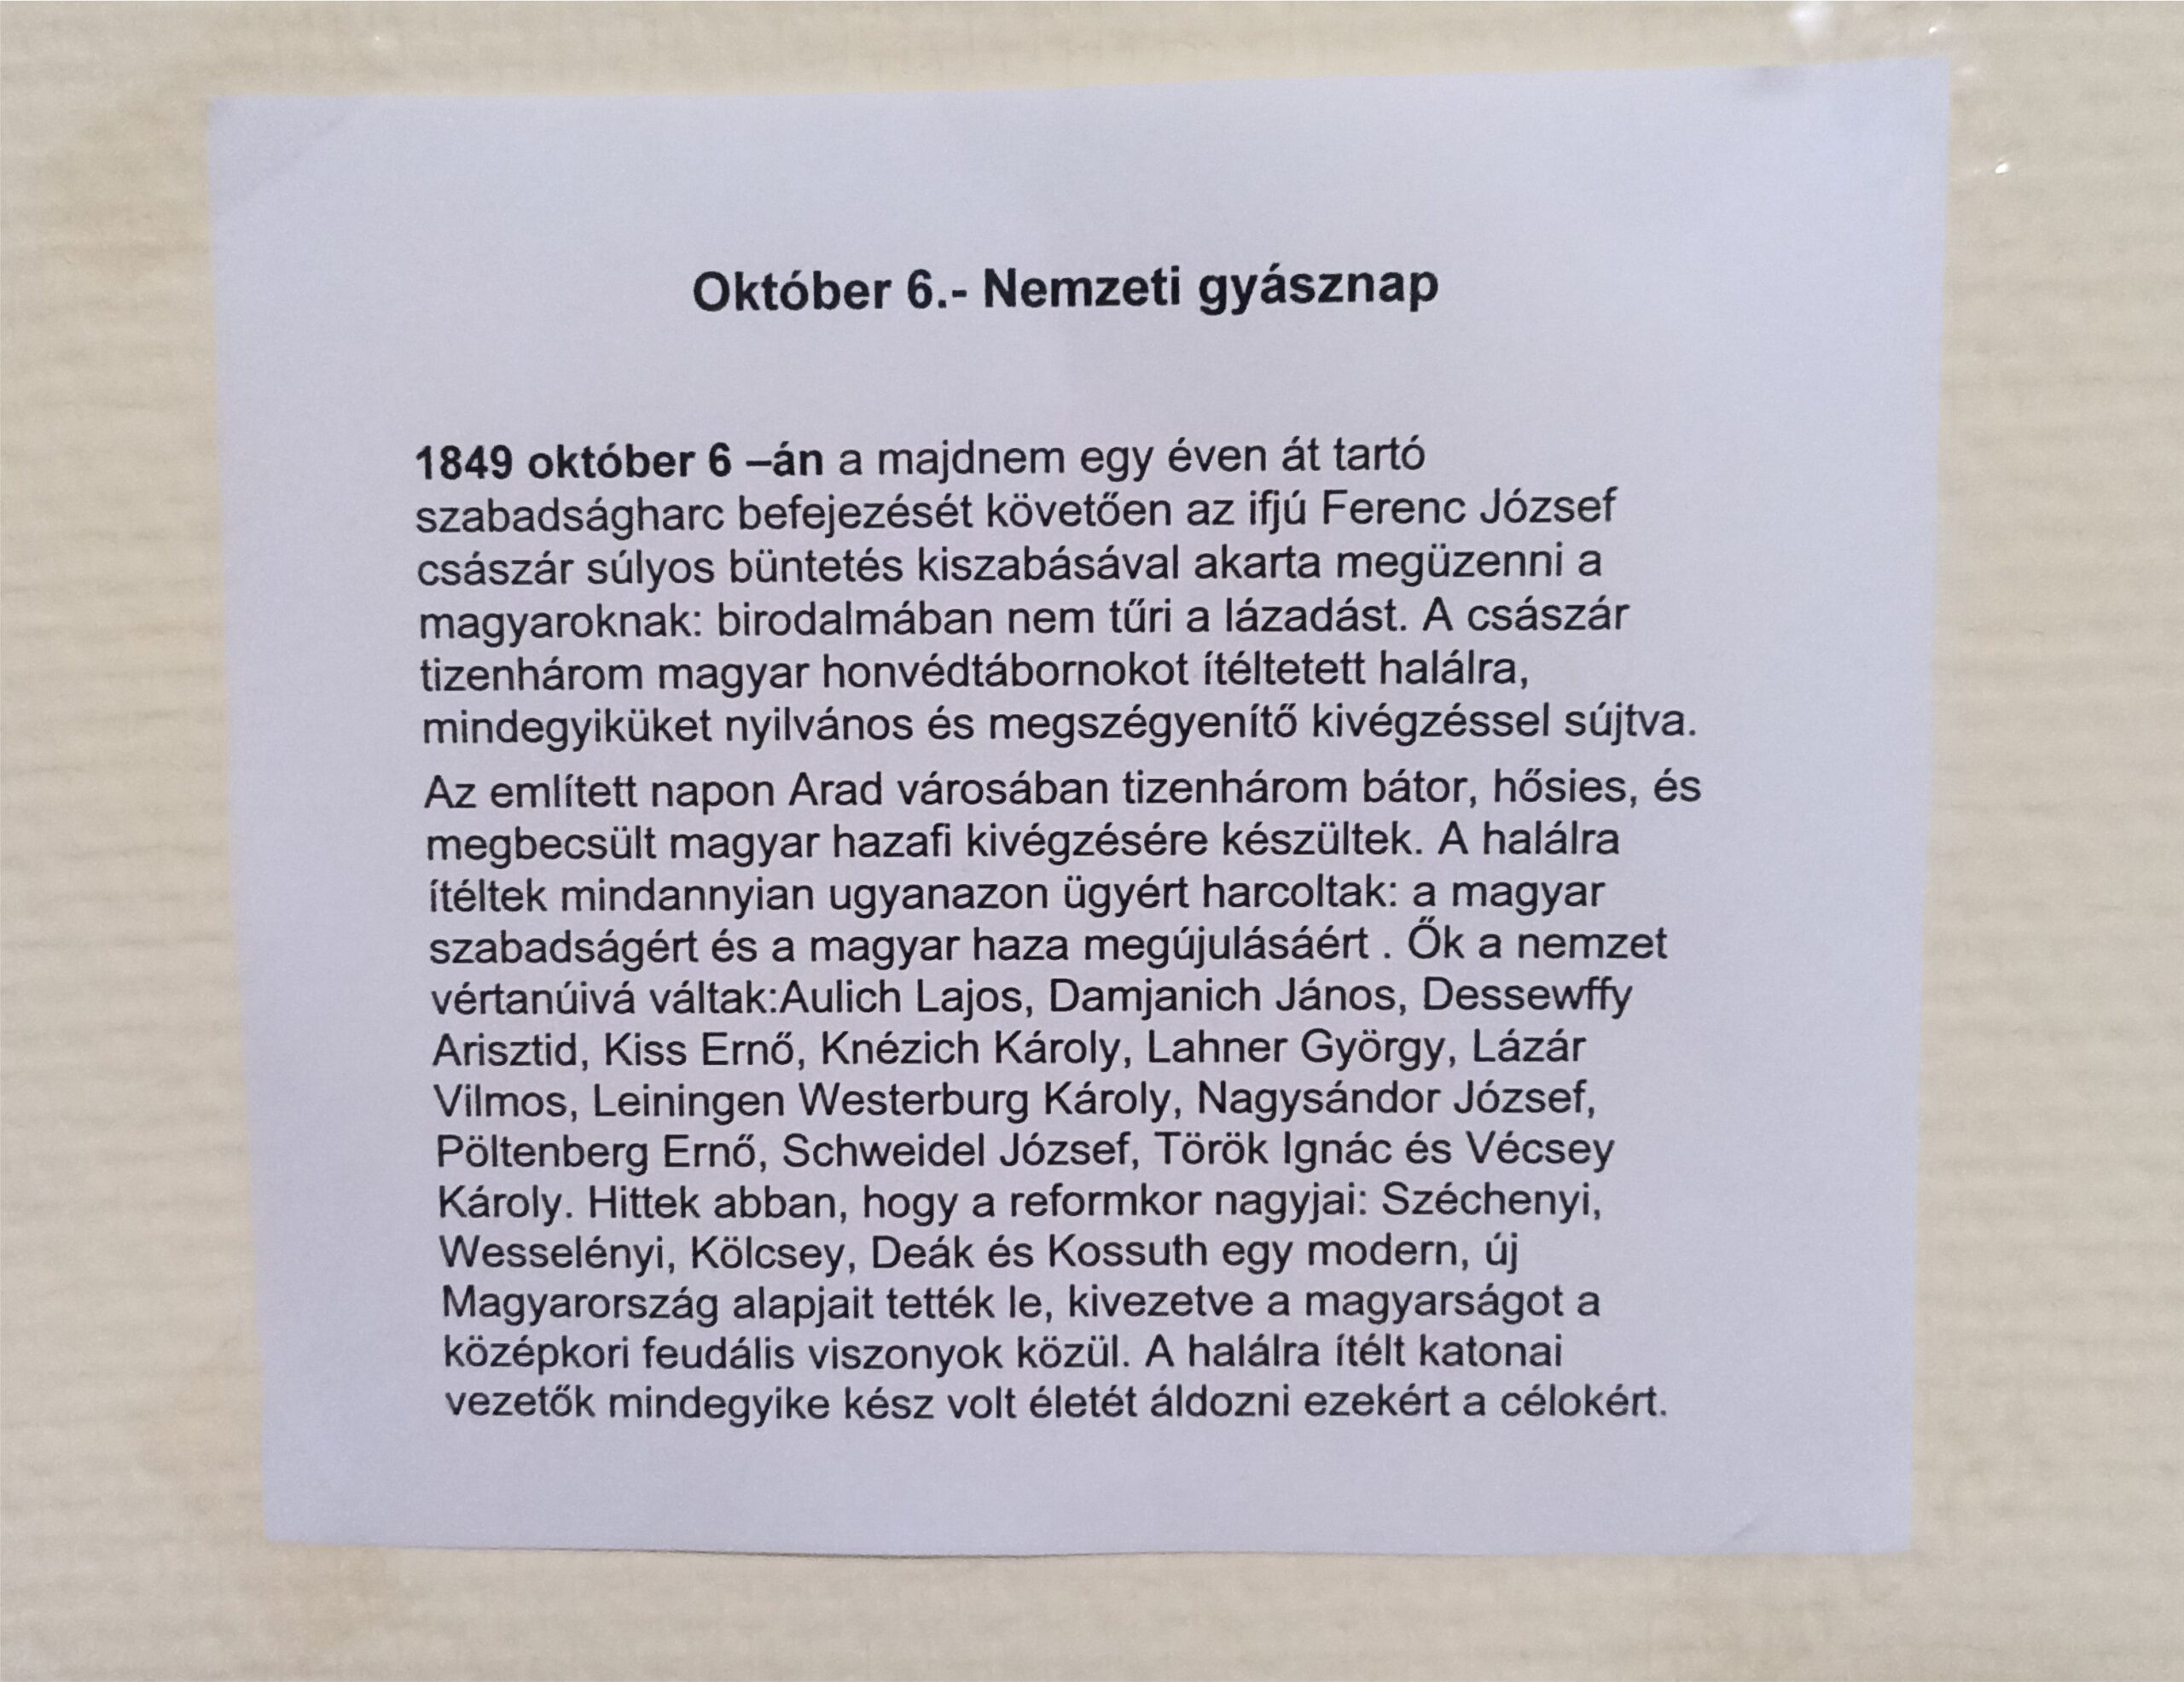 Október 6.- Nemzeti gyásznap
1849 október 6 –án a majdnem egy éven át tartó
szabadságharc befejezését követően az ifjú Ferenc József
császár súlyos büntetés kiszabásával akarta megüzenni a
magyaroknak: birodalmában nem tűri a lázadást. A császár
tizenhárom magyar honvédtábornokot ítéltetett halálra,
mindegyiküket nyilvános és megszégyenítő kivégzéssel sújtva.
Az említett napon Arad városában tizenhárom bátor, hősies, és
megbecsült magyar hazafi kivégzésére készültek. A halálra
ítéltek mindannyian ugyanazon ügyért harcoltak: a magyar
szabadságért és a magyar haza megújulásáért . Ők a nemzet
vértanúivá váltak:Aulich Lajos, Damjanich János, Dessewffy
Arisztid, Kiss Ernő, Knézich Károly, Lahner György, Lázár
Vilmos, Leiningen Westerburg Károly, Nagysándor József,
Pöltenberg Ernő, Schweidel József, Török Ignác és Vécsey
Károly. Hittek abban, hogy a reformkor nagyjai: Széchenyi,
Wesselényi, Kölcsey, Deák és Kossuth egy modern, új
Magyarország alapjait tették le, kivezetve a magyarságot a
középkori feudális viszonyok közül. A halálra ítélt katonai
vezetők mindegyike kész volt életét áldozni ezekért a célokért.